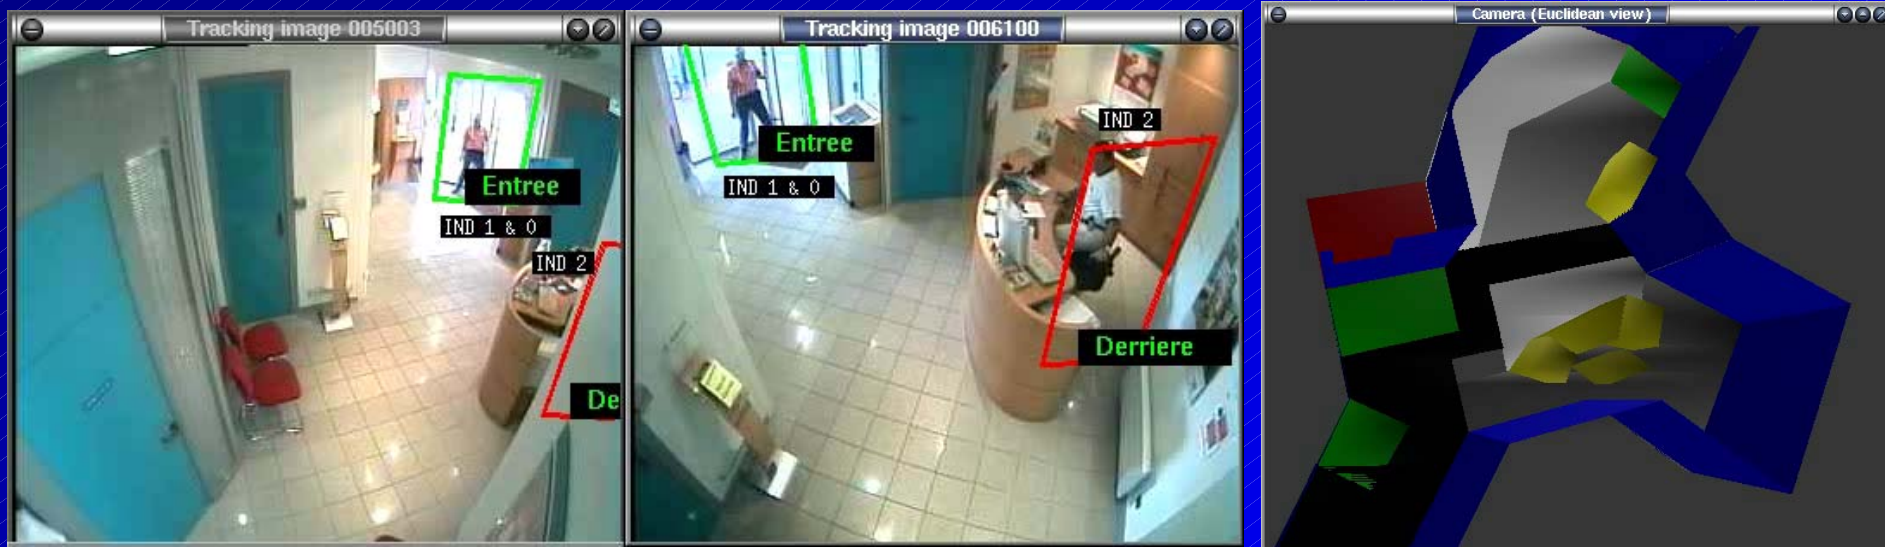 Tracking image 005003
Entree
IND 1 & 0
IND 2
De
Tracking image 006100
IND 2
Entree
IND 1 & 0
Derriere
Camera (Euclidean view)